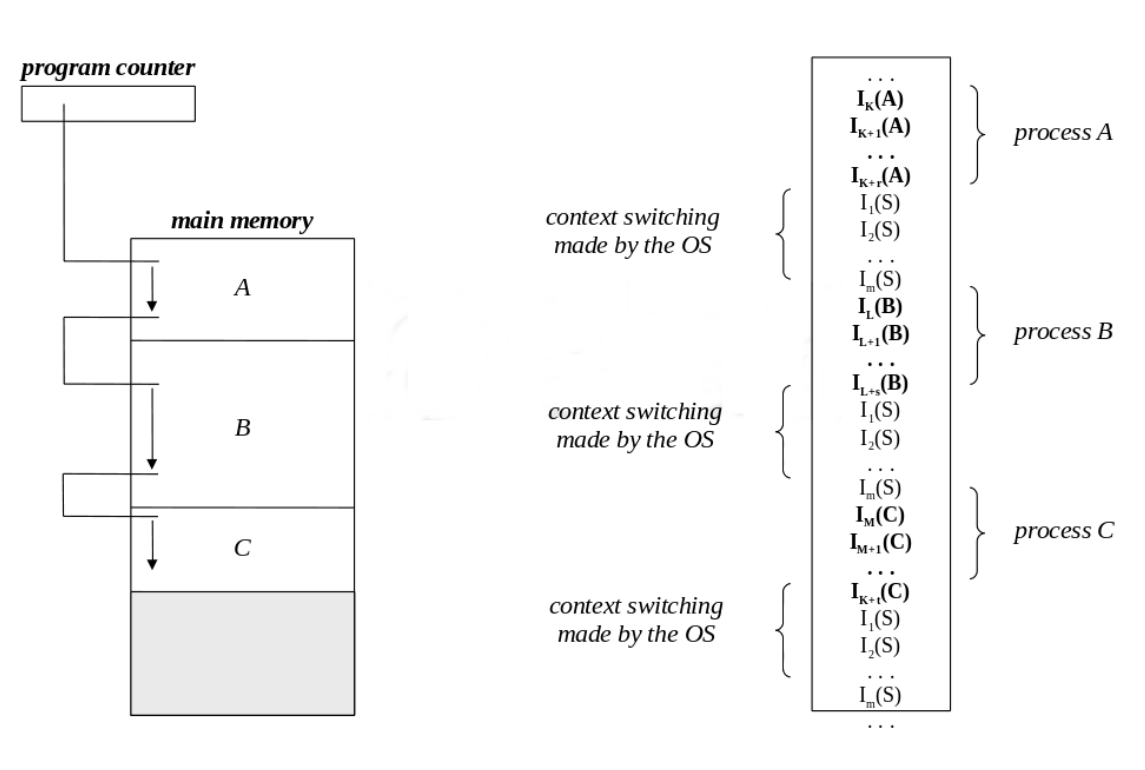 program counter
main memory
A
B
C
. . .
I_K(A)
I_K+1(A)
. . .
I_K+r(A)
I_1(S)
I_2(S)
. . .
I_m(S)
I_L(B)
I_L+1(B)
. . .
I_L+s(B)
I_1(S)
I_2(S)
. . .
I_m(S)
I_M(C)
I_M+1(C)
. . .
I_K+t(C)
I_1(S)
I_2(S)
. . .
I_m(S)
. . .
context switching
made by the OS
context switching
made by the OS
context switching
made by the OS
process A
process B
process C